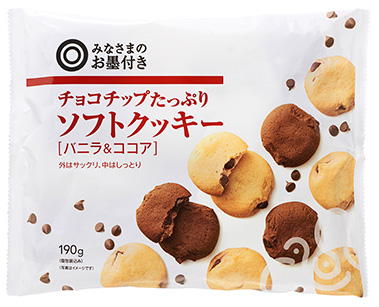 みなさまの
お墨付き
チョコチップたっぷり
ソフトクッキー
[バニラ&ココア]
外はサックリ、中はしっとり
190g
(個包装込み)
(写真はイメージです)